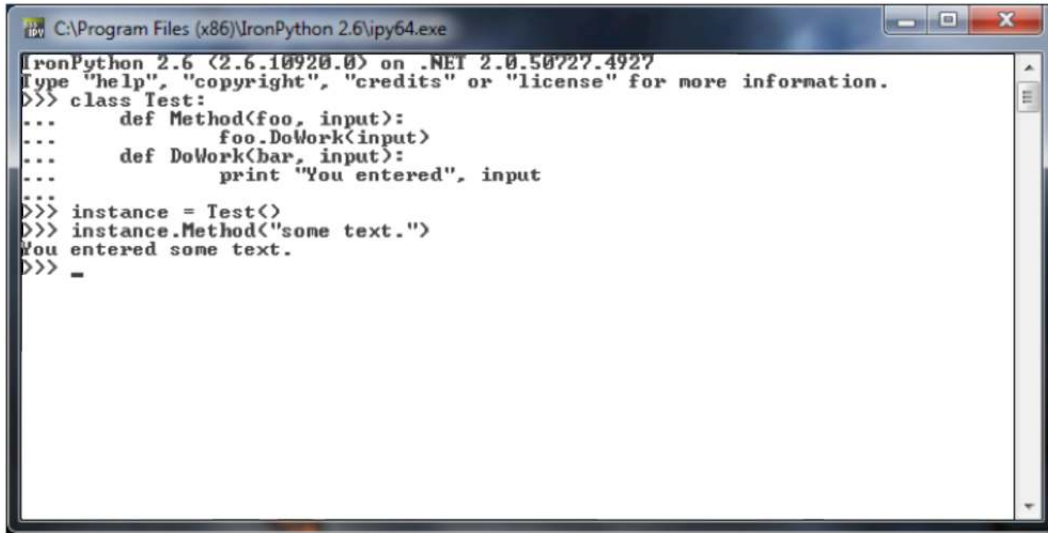 C:\Program Files (x86)\IronPython 2.6\ipy64.exe
IronPython 2.6 (2.6.10920.0) on .NET 2.0.50727.4927
Type "help", "copyright", "credits" or "license" for more information.
>>> class Test:
...     def Method(foo, input):
...             foo.DoWork(input)
...     def DoWork(bar, input):
...             print "You entered", input
...
>>> instance = Test()
>>> instance.Method("some text.")
You entered some text.
>>> _